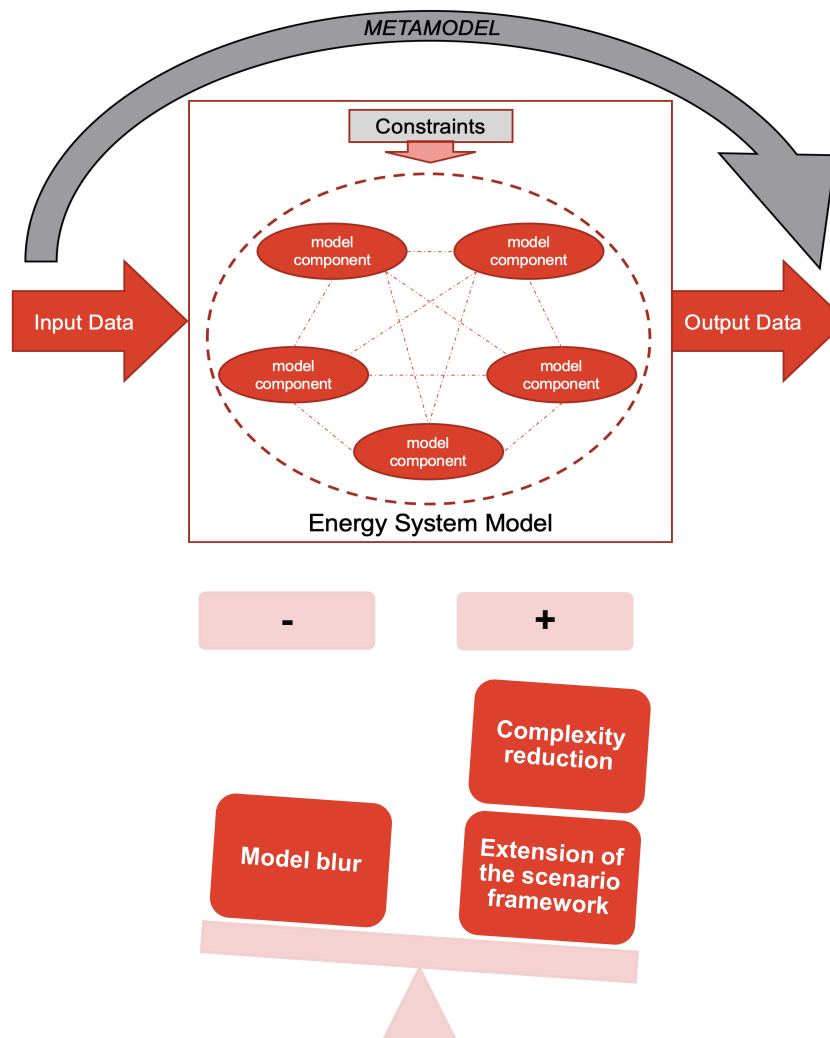 METAMODEL
Constraints
model
component
model
component
Input Data
Output Data
model
component
model
component
model
component
Energy System Model
-
+
Complexity
reduction
Model blur
Extension of
the scenario
framework